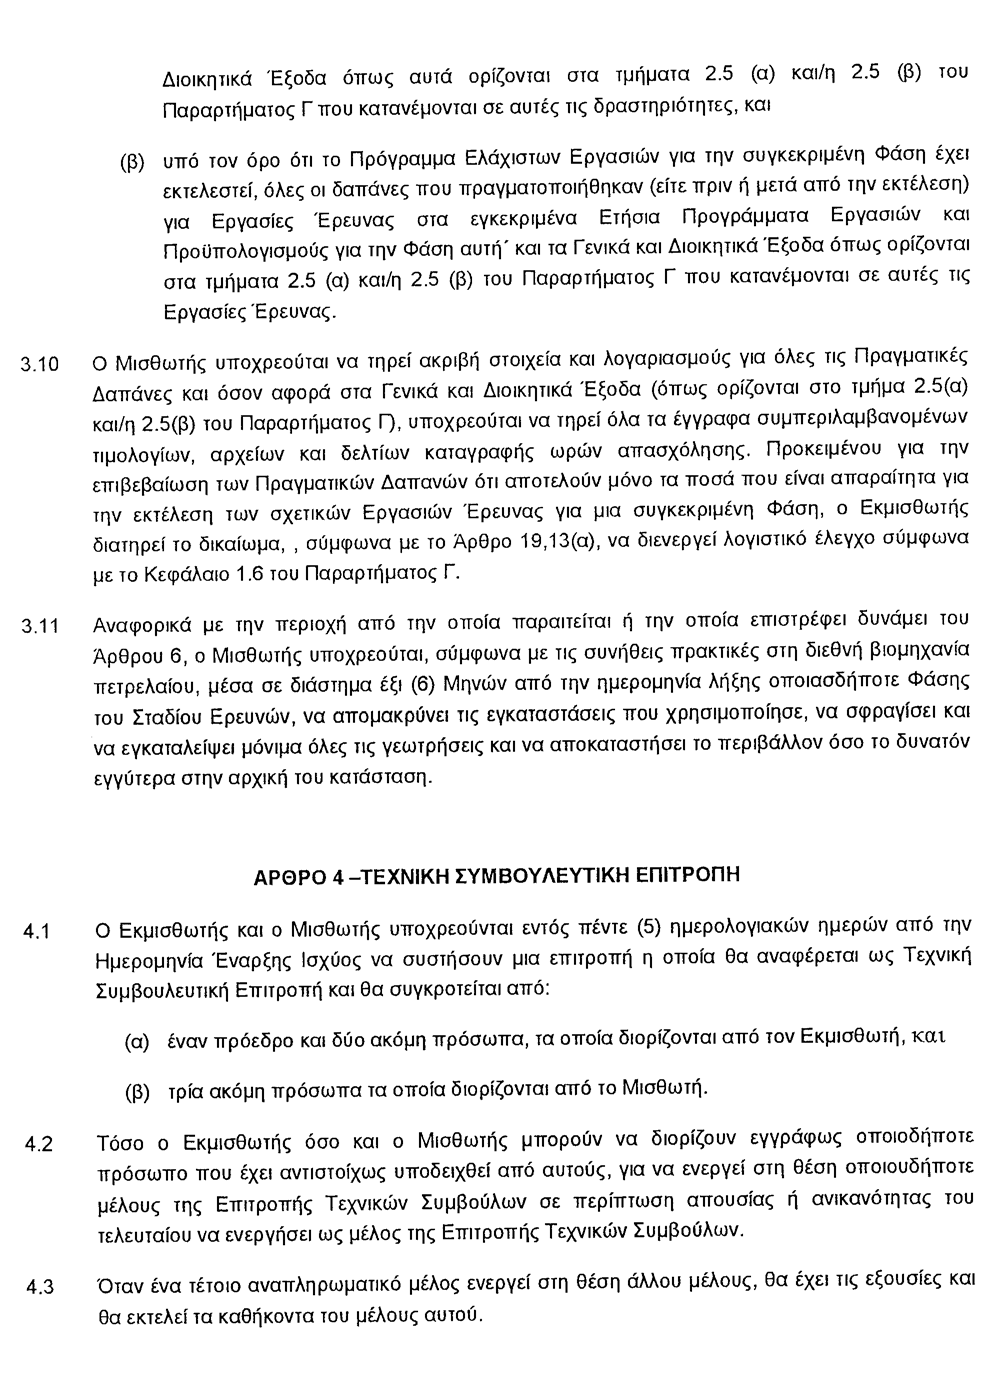 Διοικητικά Έξοδα όπως αυτά ορίζονται στα τμήματα 2.5 (α) και/η 2.5 (β) του
Παραρτήματος Γ που κατανέμονται σε αυτές τις δραστηριότητες, και
(β) υπό τον όρο ότι το Πρόγραμμα Ελάχιστων Εργασιών για την συγκεκριμένη Φάση έχει
εκτελεστεί, όλες οι δαπάνες που πραγματοποιήθηκαν (είτε πριν ή μετά από την εκτέλεση)
για Εργασίες Έρευνας στα εγκεκριμένα Ετήσια Προγράμματα Εργασιών και
Προϋπολογισμούς για την Φάση αυτή΄ και τα Γενικά και Διοικητικά Έξοδα όπως ορίζονται
στα τμήματα 2.5 (α) και/η 2.5 (β) του Παραρτήματος Γ που κατανέμονται σε αυτές τις
Εργασίες Έρευνας.
3.10 Ο Μισθωτής υποχρεούται να τηρεί ακριβή στοιχεία και λογαριασμούς για όλες τις Πραγματικές
Δαπάνες και όσον αφορά στα Γενικά και Διοικητικά Έξοδα (όπως ορίζονται στο τμήμα 2.5(α)
και/η 2.5(β) του Παραρτήματος Γ), υποχρεούται να τηρεί όλα τα έγγραφα συμπεριλαμβανομένων
τιμολογίων, αρχείων και δελτίων καταγραφής ωρών απασχόλησης. Προκειμένου για την
επιβεβαίωση των Πραγματικών Δαπανών ότι αποτελούν μόνο τα ποσά που είναι απαραίτητα για
την εκτέλεση των σχετικών Εργασιών Έρευνας για μια συγκεκριμένη Φάση, ο Εκμισθωτής
διατηρεί το δικαίωμα, , σύμφωνα με το Άρθρο 19,13(α), να διενεργεί λογιστικό έλεγχο σύμφωνα
με το Κεφάλαιο 1.6 του Παραρτήματος Γ.
3.11 Αναφορικά με την περιοχή από την οποία παραιτείται ή την οποία επιστρέφει δυνάμει του
Άρθρου 6, ο Μισθωτής υποχρεούται, σύμφωνα με τις συνήθεις πρακτικές στη διεθνή βιομηχανία
πετρελαίου, μέσα σε διάστημα έξι (6) Μηνών από την ημερομηνία λήξης οποιασδήποτε Φάσης
του Σταδίου Ερευνών, να απομακρύνει τις εγκαταστάσεις που χρησιμοποίησε, να σφραγίσει και
να εγκαταλείψει μόνιμα όλες τις γεωτρήσεις και να αποκαταστήσει το περιβάλλον όσο το δυνατόν
εγγύτερα στην αρχική του κατάσταση.
ΑΡΘΡΟ 4 –ΤΕΧΝΙΚΗ ΣΥΜΒΟΥΛΕΥΤΙΚΗ ΕΠΙΤΡΟΠΗ
4.1 Ο Εκμισθωτής και ο Μισθωτής υποχρεούνται εντός πέντε (5) ημερολογιακών ημερών από την
Ημερομηνία Έναρξης Ισχύος να συστήσουν μια επιτροπή η οποία θα αναφέρεται ως Τεχνική
Συμβουλευτική Επιτροπή και θα συγκροτείται από:
(α) έναν πρόεδρο και δύο ακόμη πρόσωπα, τα οποία διορίζονται από τον Εκμισθωτή, και
(β) τρία ακόμη πρόσωπα τα οποία διορίζονται από το Μισθωτή.
4.2 Τόσο ο Εκμισθωτής όσο και ο Μισθωτής μπορούν να διορίζουν εγγράφως οποιοδήποτε
πρόσωπο που έχει αντιστοίχως υποδειχθεί από αυτούς, για να ενεργεί στη θέση οποιουδήποτε
μέλους της Επιτροπής Τεχνικών Συμβούλων σε περίπτωση απουσίας ή ανικανότητας του
τελευταίου να ενεργήσει ως μέλος της Επιτροπής Τεχνικών Συμβούλων.
4.3 Όταν ένα τέτοιο αναπληρωματικό μέλος ενεργεί στη θέση άλλου μέλους, θα έχει τις εξουσίες και
θα εκτελεί τα καθήκοντα του μέλους αυτού.